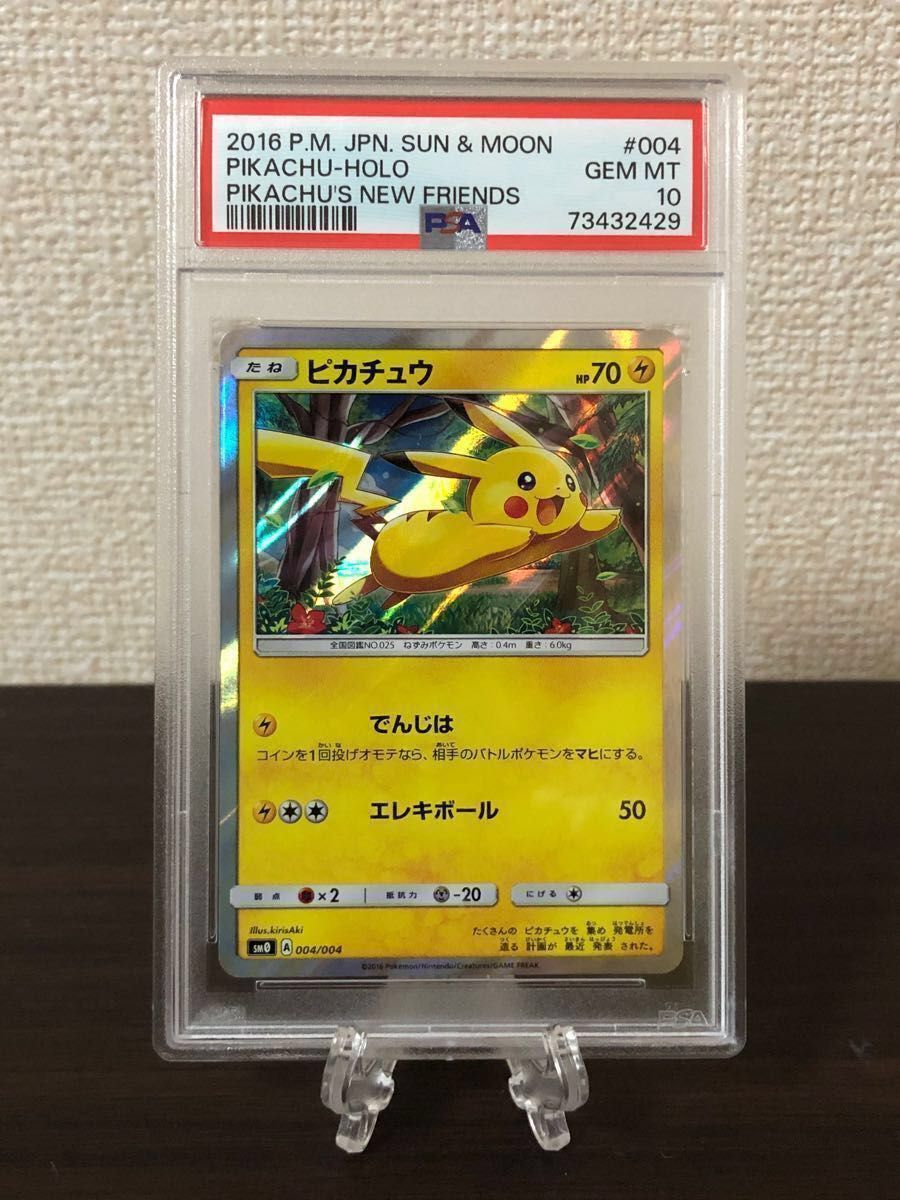 2016 P.M. JPN. SUN & MOON #004
PIKACHU-HOLO GEM MT
PIKACHU'S NEW FRIENDS 10
PSA 73432429
たね ピカチュウ HP70
全国図鑑NO.025 ねずみポケモン 高さ:0.4m 重さ:6.0kg
でんじは
コインを1回投げオモテなら、相手のバトルポケモンをマヒにする。
エレキボール 50
弱点 ×2 抵抗力 -20 にげる
Illus.kirisAki
たくさんの ピカチュウを 集め 発電所を
造る 計画が 最近 発表 された。
SM0 A 004/004
©2016 Pokémon/Nintendo/Creatures/GAME FREAK
PSA